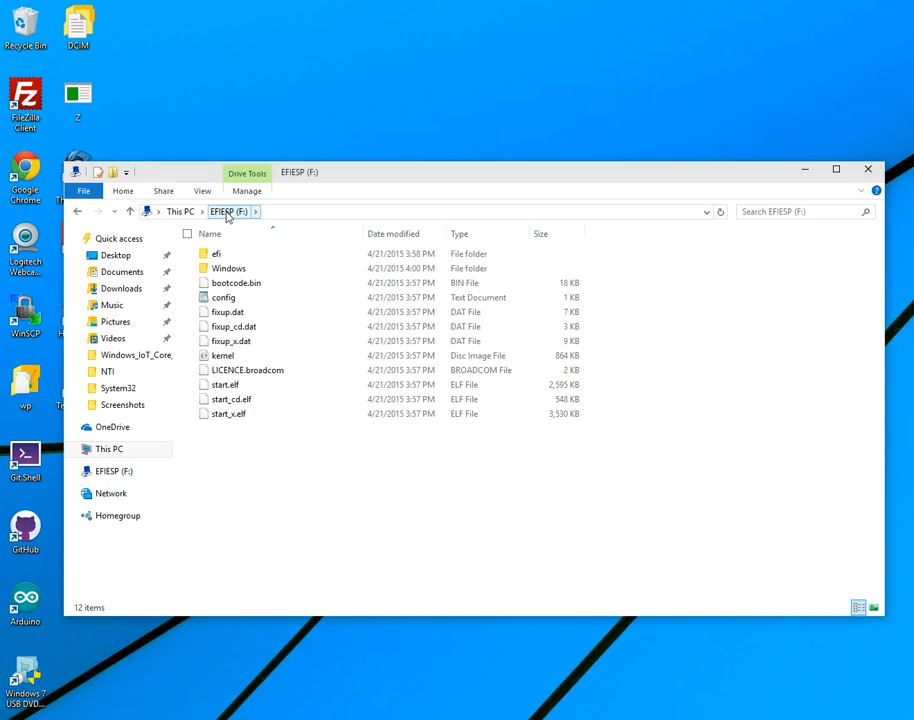 Recycle Bin
DCIM
FileZilla
Client
Z
Google
Chrome
Logitech
Webca...
WinSCP
wp
Git Shell
GitHub
Arduino
Windows 7
USB DVD...
Drive Tools
EFIESP (F:)
File
Home
Share
View
Manage
This PC
EFIESP (F:)
Search EFIESP (F:)
Quick access
Desktop
Documents
Downloads
Music
Pictures
Videos
Windows_IoT_Core_
NTI
System32
Screenshots
OneDrive
This PC
EFIESP (F:)
Network
Homegroup
Name Date modified Type Size
efi 4/21/2015 3:58 PM File folder
Windows 4/21/2015 4:00 PM File folder
bootcode.bin 4/21/2015 3:57 PM BIN File 18 KB
config 4/21/2015 3:57 PM Text Document 1 KB
fixup.dat 4/21/2015 3:57 PM DAT File 7 KB
fixup_cd.dat 4/21/2015 3:57 PM DAT File 3 KB
fixup_x.dat 4/21/2015 3:57 PM DAT File 9 KB
kernel 4/21/2015 3:57 PM Disc Image File 864 KB
LICENCE.broadcom 4/21/2015 3:57 PM BROADCOM File 2 KB
start.elf 4/21/2015 3:57 PM ELF File 2,595 KB
start_cd.elf 4/21/2015 3:57 PM ELF File 548 KB
start_x.elf 4/21/2015 3:57 PM ELF File 3,530 KB
12 items